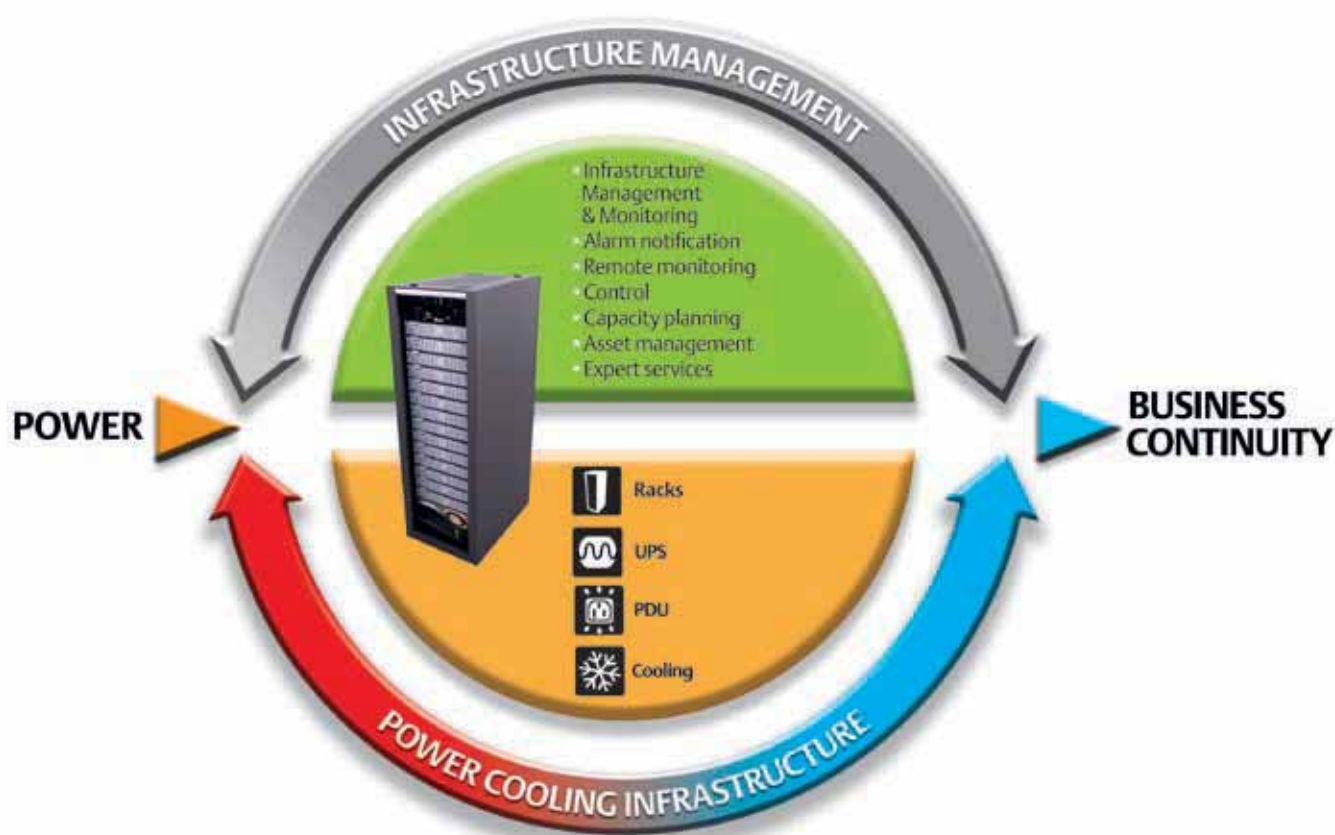 INFRASTRUCTURE MANAGEMENT
Infrastructure
Management
& Monitoring
Alarm notification
Remote monitoring
Control
Capacity planning
Asset management
Expert services
POWER
BUSINESS
CONTINUITY
Racks
UPS
PDU
Cooling
POWER COOLING INFRASTRUCTURE